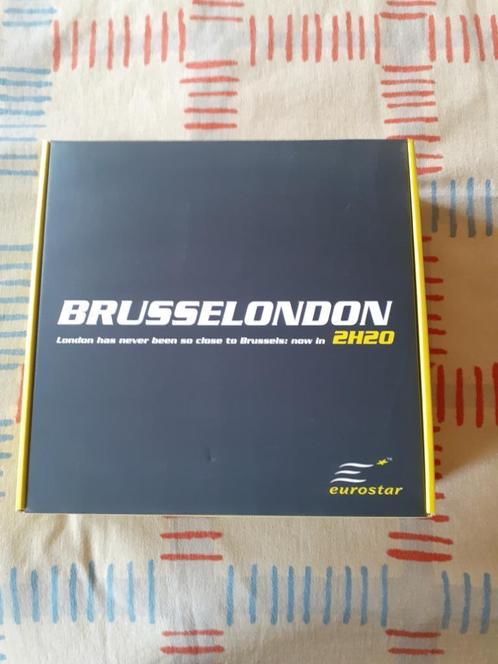 BRUSSELONDON
London has never been so close to Brussels: now in 2H20
eurostar